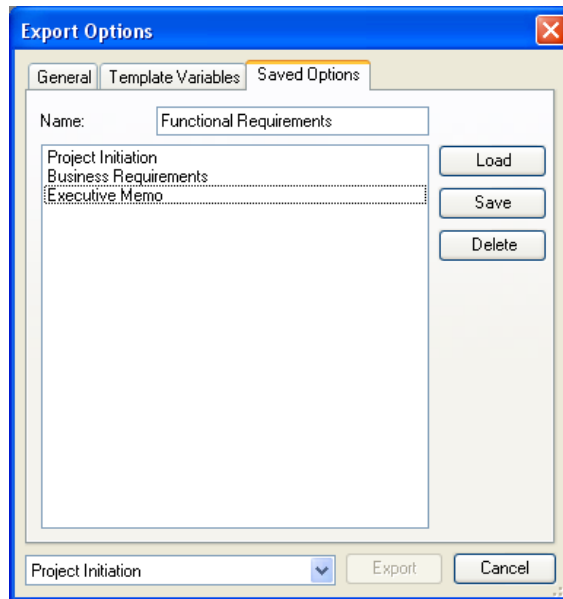 Export Options
General Template Variables Saved Options
Name: Functional Requirements
Project Initiation
Business Requirements
Executive Memo
Load
Save
Delete
Project Initiation Export Cancel